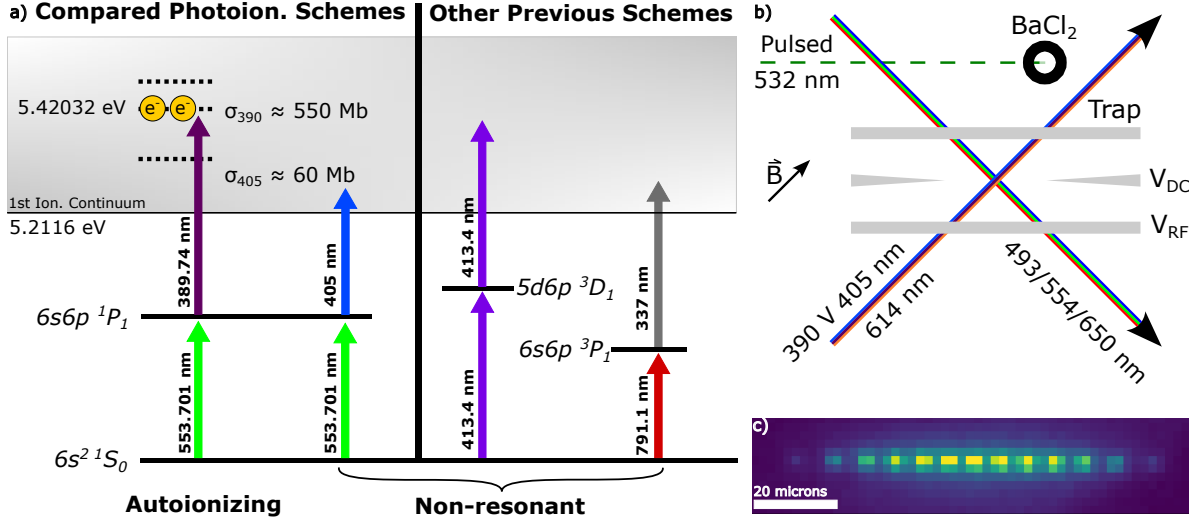 a) Compared Photoion. Schemes
Other Previous Schemes
5.42032 eV
e⁻ e⁻
σ₃₉₀ ≈ 550 Mb
σ₄₀₅ ≈ 60 Mb
1st Ion. Continuum
5.2116 eV
389.74 nm
405 nm
413.4 nm
337 nm
6s6p ¹P₁
5d6p ³D₁
6s6p ³P₁
553.701 nm
553.701 nm
413.4 nm
791.1 nm
6s² ¹S₀
Autoionizing
Non-resonant
b)
BaCl₂
Pulsed
532 nm
Trap
B⃗
V_DC
V_RF
390 V 405 nm
614 nm
493/554/650 nm
c)
20 microns